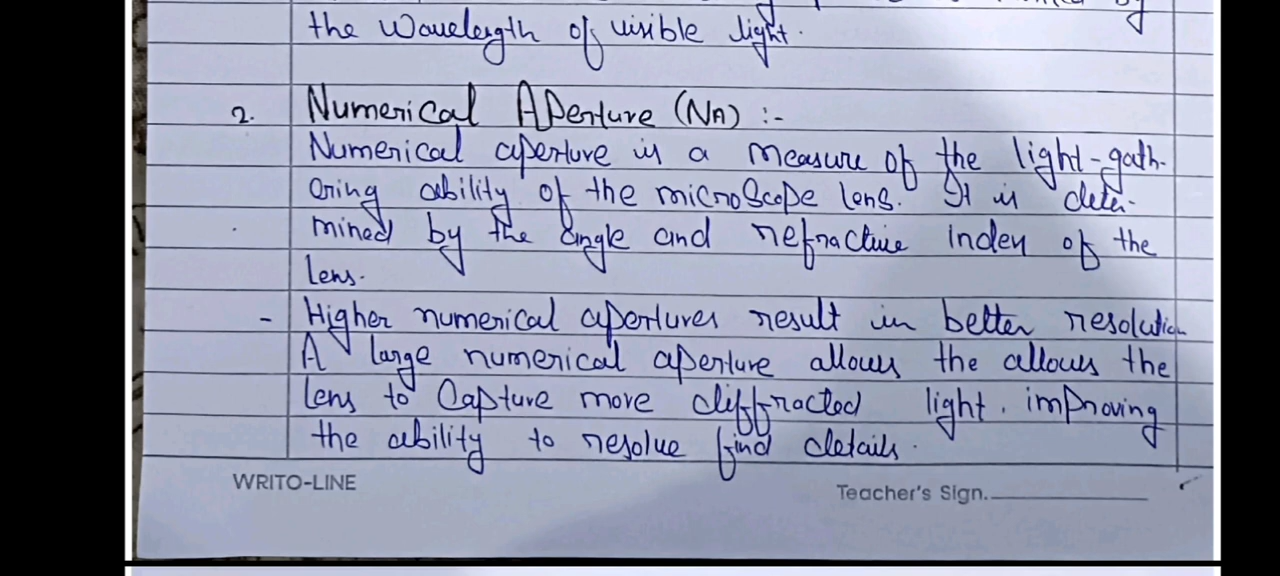 the Wavelength of visible light.
2. Numerical Aperture (NA) :-
Numerical aperture is a measure of the light-gath-
ering ability of the microscope lens. It is deter-
mined by the angle and refractive index of the
lens.
- Higher numerical apertures result in better resolution
A large numerical aperture allows the allows the
lens to Capture more diffracted light. improving
the ability to resolve find details.
WRITO-LINE
Teacher's Sign.